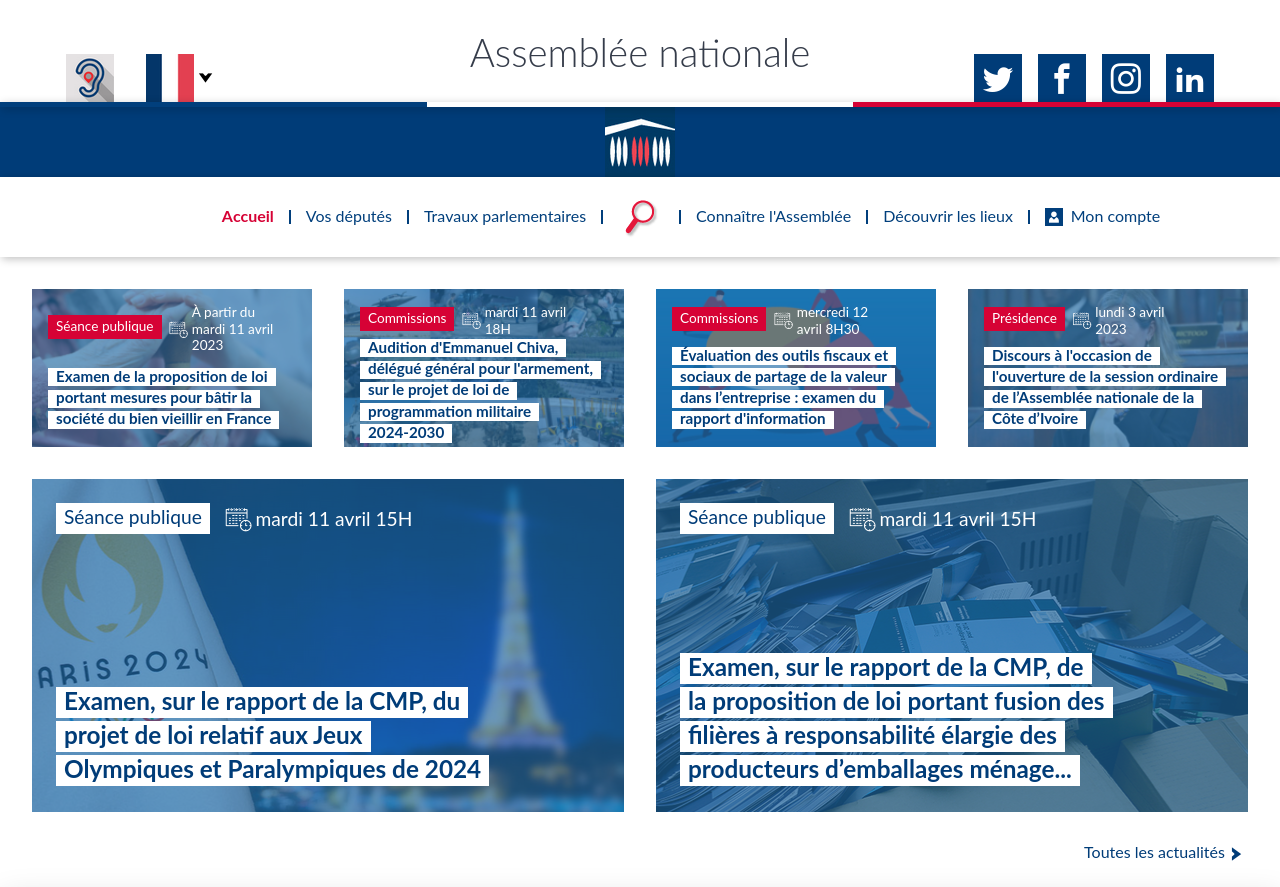 Assemblée nationale
Accueil
Vos députés
Travaux parlementaires
Connaître l'Assemblée
Découvrir les lieux
Mon compte
Séance publique
À partir du
mardi 11 avril
2023
Examen de la proposition de loi
portant mesures pour bâtir la
société du bien vieillir en France
Commissions
mardi 11 avril
18H
Audition d'Emmanuel Chiva,
délégué général pour l'armement,
sur le projet de loi de
programmation militaire
2024-2030
Commissions
mercredi 12
avril 8H30
Évaluation des outils fiscaux et
sociaux de partage de la valeur
dans l’entreprise : examen du
rapport d'information
Présidence
lundi 3 avril
2023
Discours à l'occasion de
l'ouverture de la session ordinaire
de l’Assemblée nationale de la
Côte d’Ivoire
Séance publique
mardi 11 avril 15H
ARIS 2024
Examen, sur le rapport de la CMP, du
projet de loi relatif aux Jeux
Olympiques et Paralympiques de 2024
Séance publique
mardi 11 avril 15H
Examen, sur le rapport de la CMP, de
la proposition de loi portant fusion des
filières à responsabilité élargie des
producteurs d’emballages ménage...
Toutes les actualités